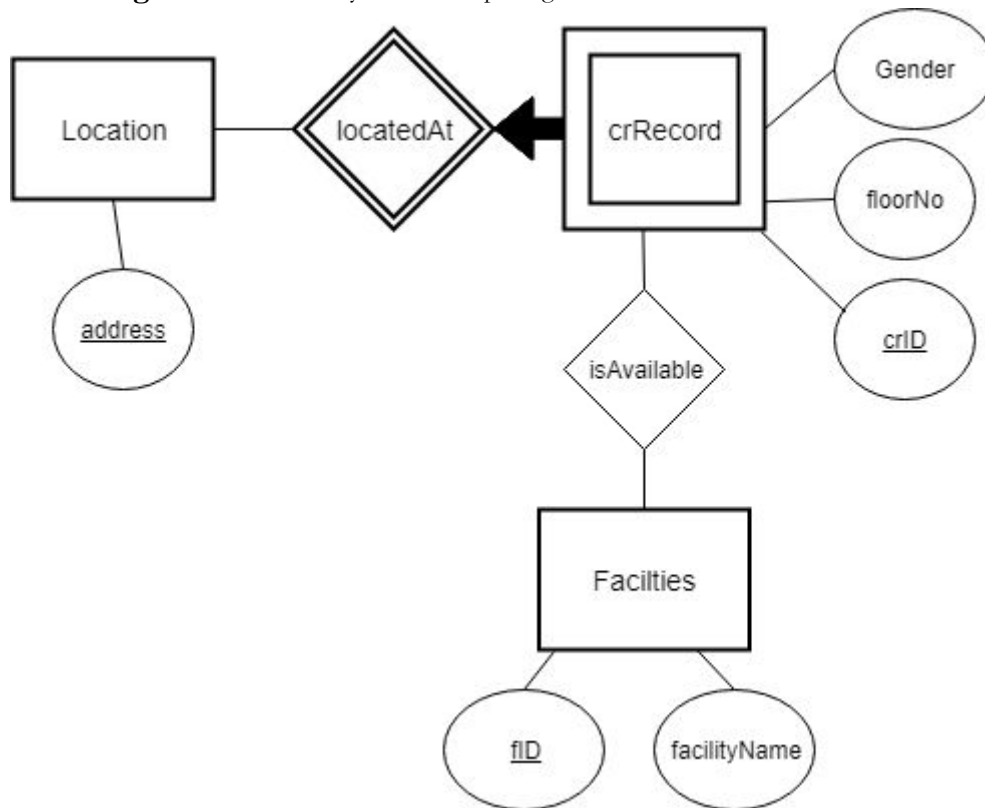 Gender
Location
locatedAt
crRecord
floorNo
address
crID
isAvailable
Facilties
fID
facilityName